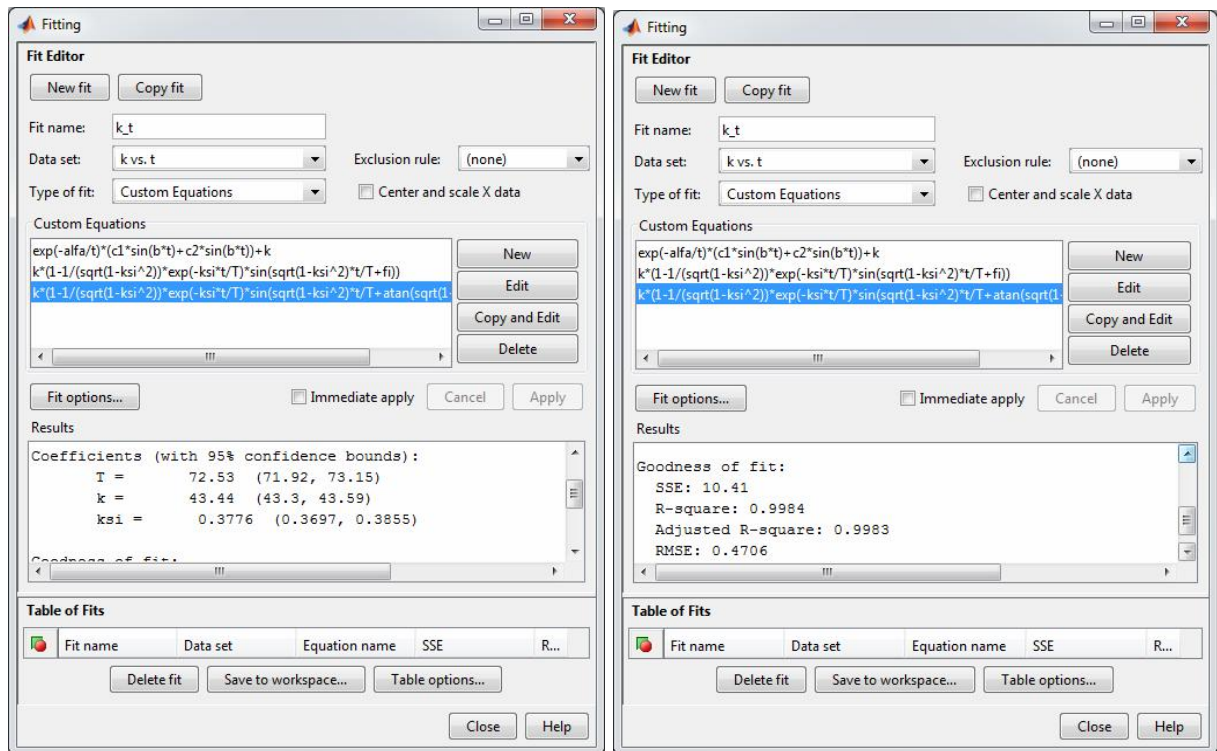 Fitting
Fit Editor
New fit Copy fit
Fit name: k_t
Data set: k vs. t Exclusion rule: (none)
Type of fit: Custom Equations Center and scale X data
Custom Equations
exp(-alfa/t)*(c1*sin(b*t)+c2*sin(b*t))+k
k*(1-1/(sqrt(1-ksi^2))*exp(-ksi*t/T)*sin(sqrt(1-ksi^2)*t/T+fi))
k*(1-1/(sqrt(1-ksi^2))*exp(-ksi*t/T)*sin(sqrt(1-ksi^2)*t/T+atan(sqrt(1-
New
Edit
Copy and Edit
Delete
Fit options... Immediate apply Cancel Apply
Results
Coefficients (with 95% confidence bounds):
T = 72.53 (71.92, 73.15)
k = 43.44 (43.3, 43.59)
ksi = 0.3776 (0.3697, 0.3855)
Goodness of fit:
Table of Fits
Fit name Data set Equation name SSE R...
Delete fit Save to workspace... Table options...
Close Help
Fitting
Fit Editor
New fit Copy fit
Fit name: k_t
Data set: k vs. t Exclusion rule: (none)
Type of fit: Custom Equations Center and scale X data
Custom Equations
exp(-alfa/t)*(c1*sin(b*t)+c2*sin(b*t))+k
k*(1-1/(sqrt(1-ksi^2))*exp(-ksi*t/T)*sin(sqrt(1-ksi^2)*t/T+fi))
k*(1-1/(sqrt(1-ksi^2))*exp(-ksi*t/T)*sin(sqrt(1-ksi^2)*t/T+atan(sqrt(1-
New
Edit
Copy and Edit
Delete
Fit options... Immediate apply Cancel Apply
Results
Goodness of fit:
SSE: 10.41
R-square: 0.9984
Adjusted R-square: 0.9983
RMSE: 0.4706
Table of Fits
Fit name Data set Equation name SSE R...
Delete fit Save to workspace... Table options...
Close Help